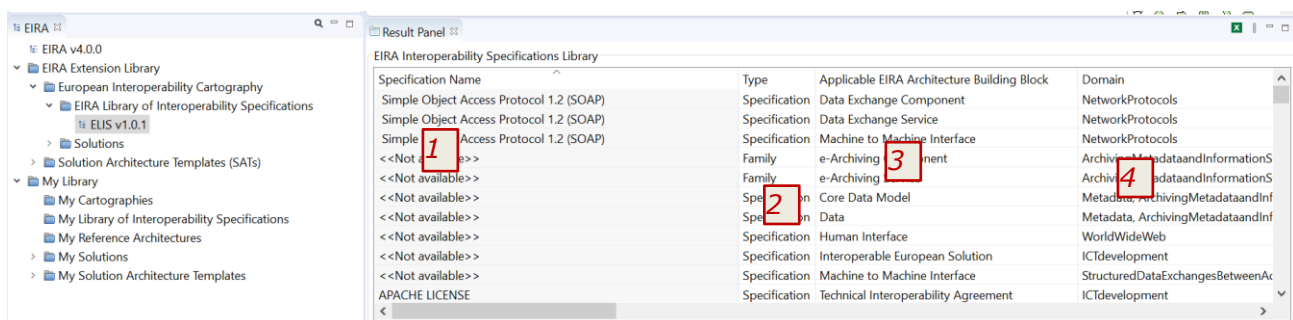 EIRA
EIRA v4.0.0
EIRA Extension Library
European Interoperability Cartography
EIRA Library of Interoperability Specifications
ELIS v1.0.1
Solutions
Solution Architecture Templates (SATs)
My Library
My Cartographies
My Library of Interoperability Specifications
My Reference Architectures
My Solutions
My Solution Architecture Templates
Result Panel
EIRA Interoperability Specifications Library
Specification Name Type Applicable EIRA Architecture Building Block Domain
Simple Object Access Protocol 1.2 (SOAP) Specification Data Exchange Component NetworkProtocols
Simple Object Access Protocol 1.2 (SOAP) Specification Data Exchange Service NetworkProtocols
Simple Access Protocol 1.2 (SOAP) Specification Machine to Machine Interface NetworkProtocols
<<Not Family e-Archiving
<<Not available>> Family e-Archiving
<<Not available>> Core Data Model Metadata, ArchivingMetadataandInf
<<Not available>> Data Metadata, ArchivingMetadataandInf
<<Not available>> Specification Human Interface WorldWideWeb
<<Not available>> Specification Interoperable European Solution ICTdevelopment
<<Not available>> Specification Machine to Machine Interface StructuredDataExchangesBetweenAc
APACHE LICENSE Specification Technical Interoperability Agreement ICTdevelopment
1
2
3
4